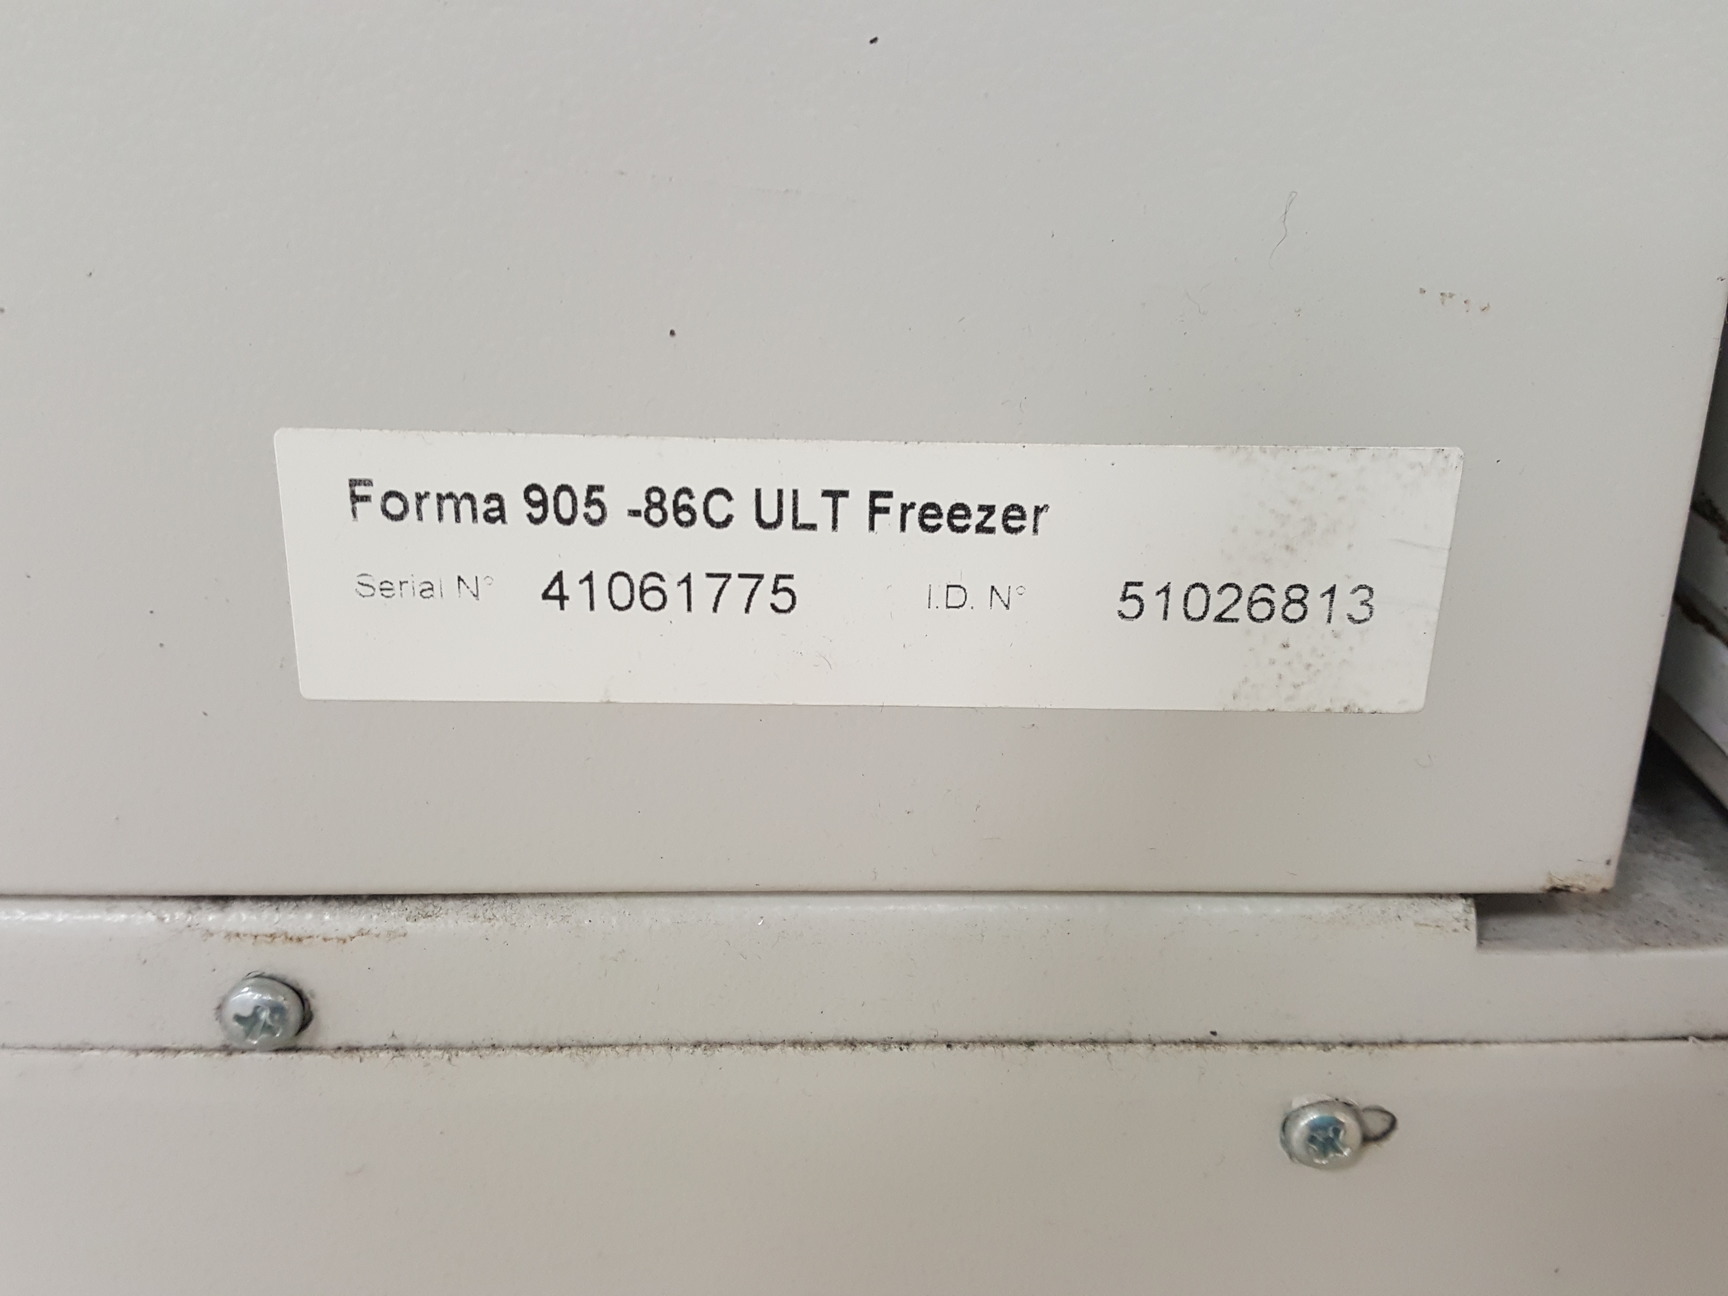 Forma 905 -86C ULT Freezer
Serial N° 41061775 I.D. N° 51026813